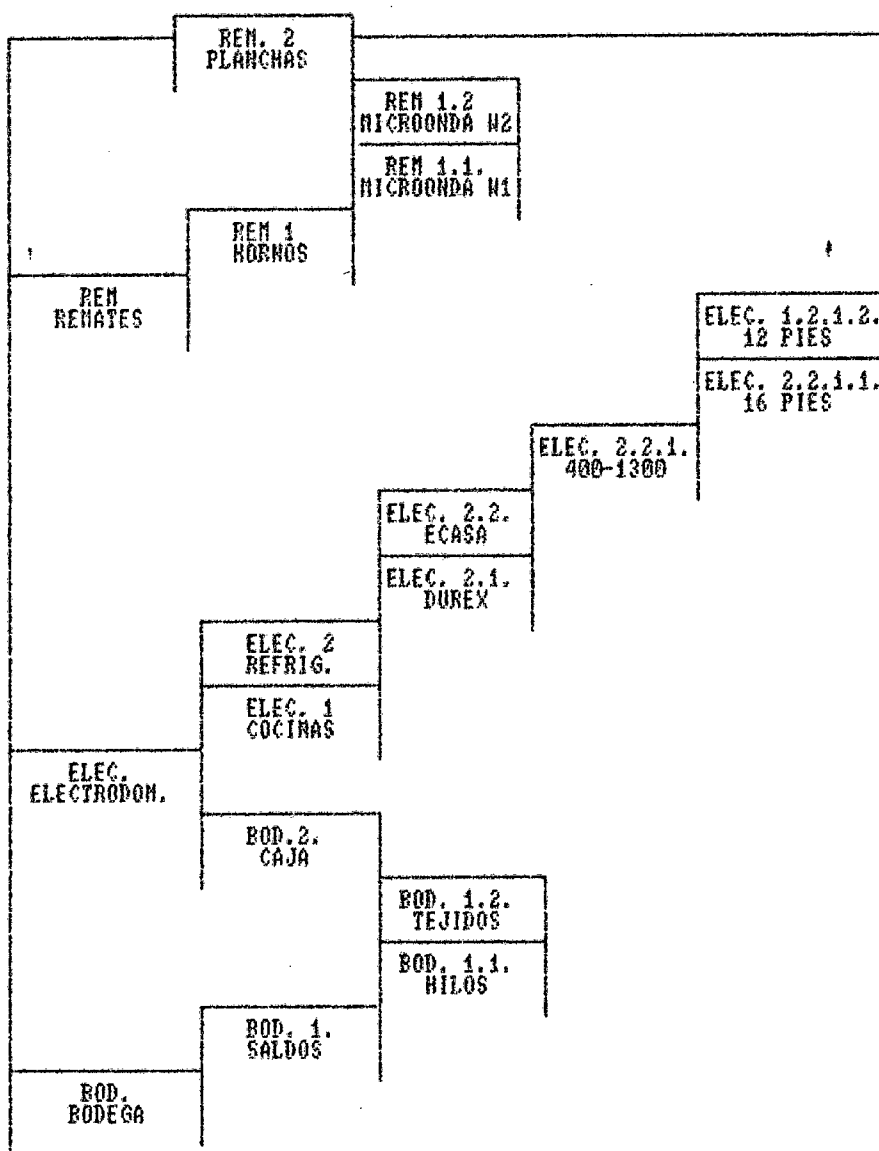 REM. 2
PLANCHAS
REM 1.2
MICROONDA W2
REM 1.1.
MICROONDA W1
REM 1
HORNOS
REM
REMATES
ELEC. 1.2.1.2.
12 PIES
ELEC. 2.2.1.1.
16 PIES
ELEC. 2.2.1.
400-1300
ELEC. 2.2.
ECASA
ELEC. 2.1.
DUREX
ELEC. 2
REFRIG.
ELEC. 1
COCINAS
ELEC.
ELECTRODOM.
BOD.2.
CAJA
BOD. 1.2.
TEJIDOS
BOD. 1.1.
HILOS
BOD. 1.
SALDOS
BOD.
BODEGA